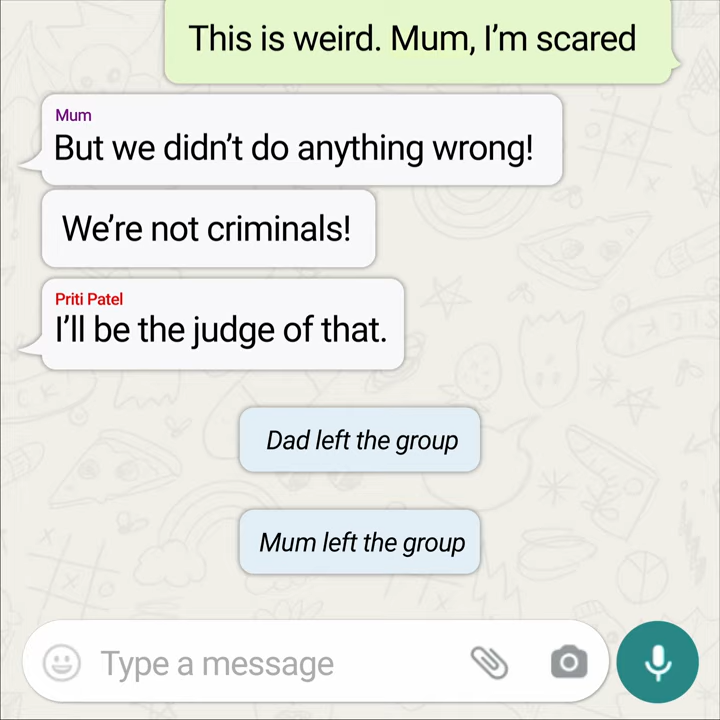 This is weird. Mum, I’m scared
Mum
But we didn’t do anything wrong!
We’re not criminals!
Priti Patel
I’ll be the judge of that.
Dad left the group
Mum left the group
Type a message